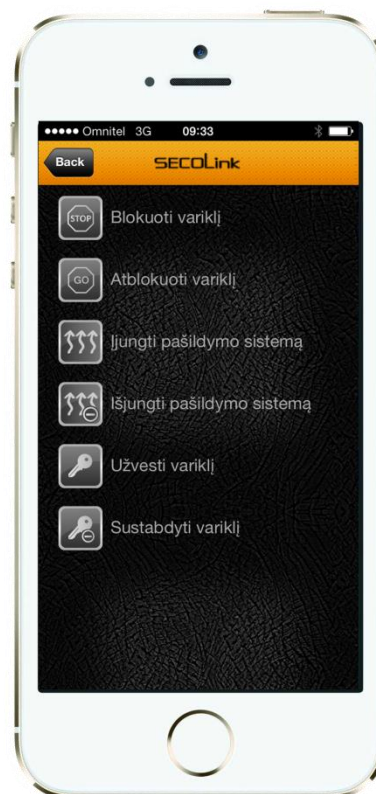 Omnitel 3G 09:33
Back
SECOLink
STOP
Blokuoti variklį
GO
Atblokuoti variklį
Įjungti pašildymo sistemą
Išjungti pašildymo sistemą
Užvesti variklį
Sustabdyti variklį